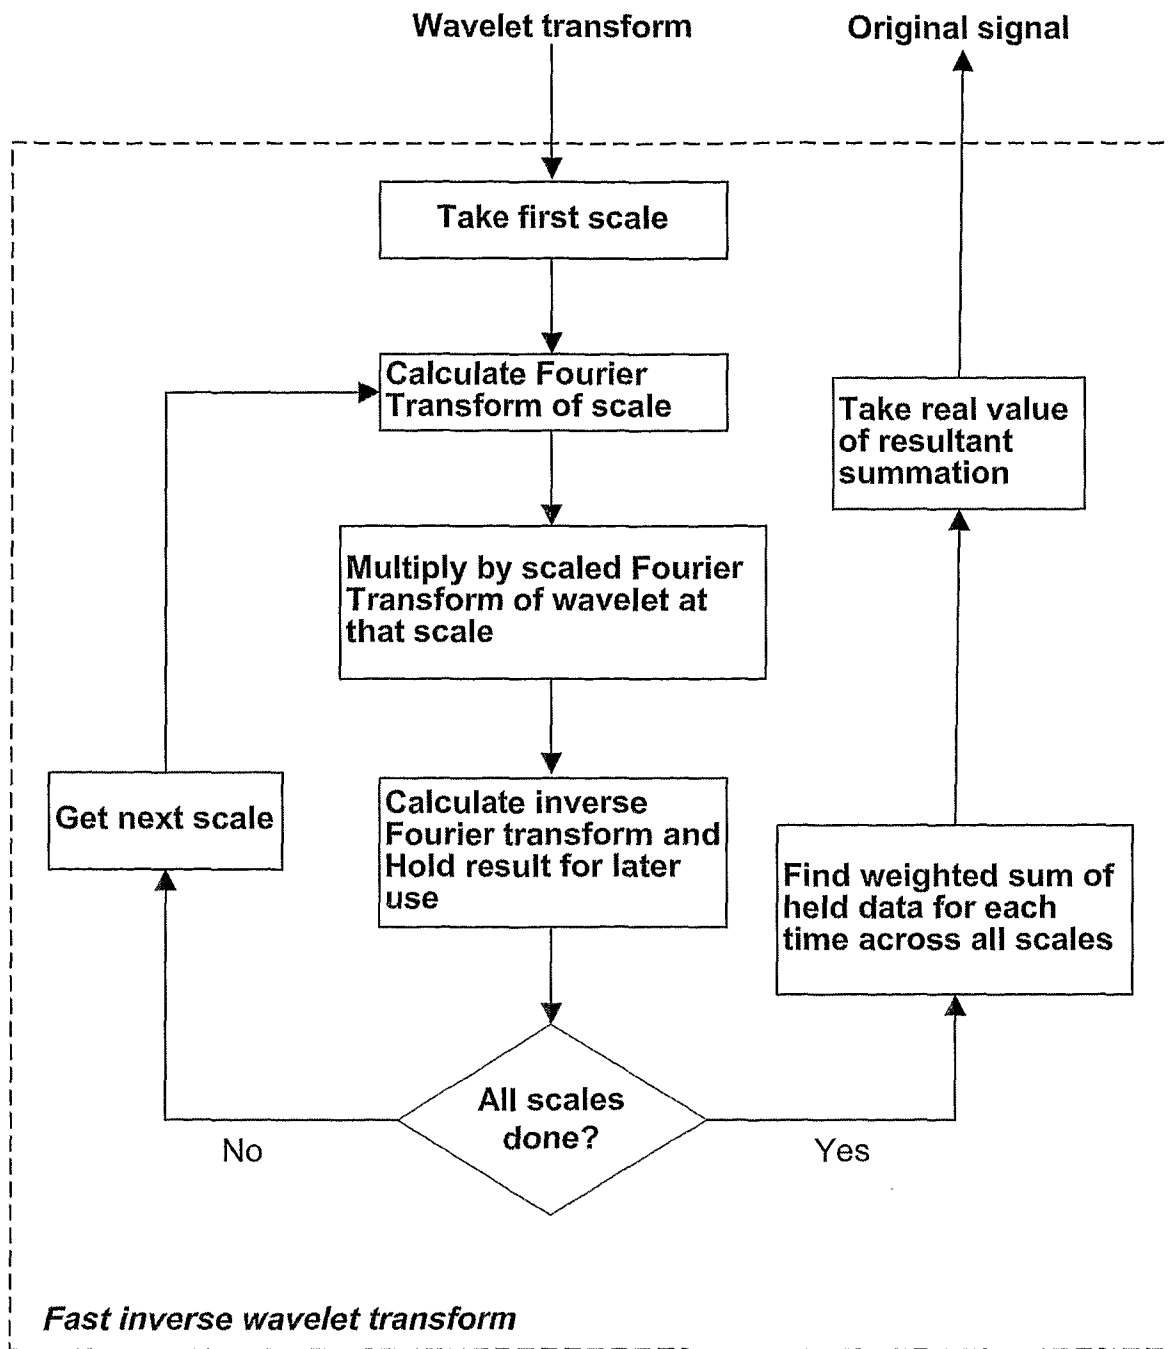 Wavelet transform
Original signal
Take first scale
Calculate Fourier
Transform of scale
Take real value
of resultant
summation
Multiply by scaled Fourier
Transform of wavelet at
that scale
Get next scale
Calculate inverse
Fourier transform and
Hold result for later
use
Find weighted sum of
held data for each
time across all scales
All scales
done?
No
Yes
Fast inverse wavelet transform